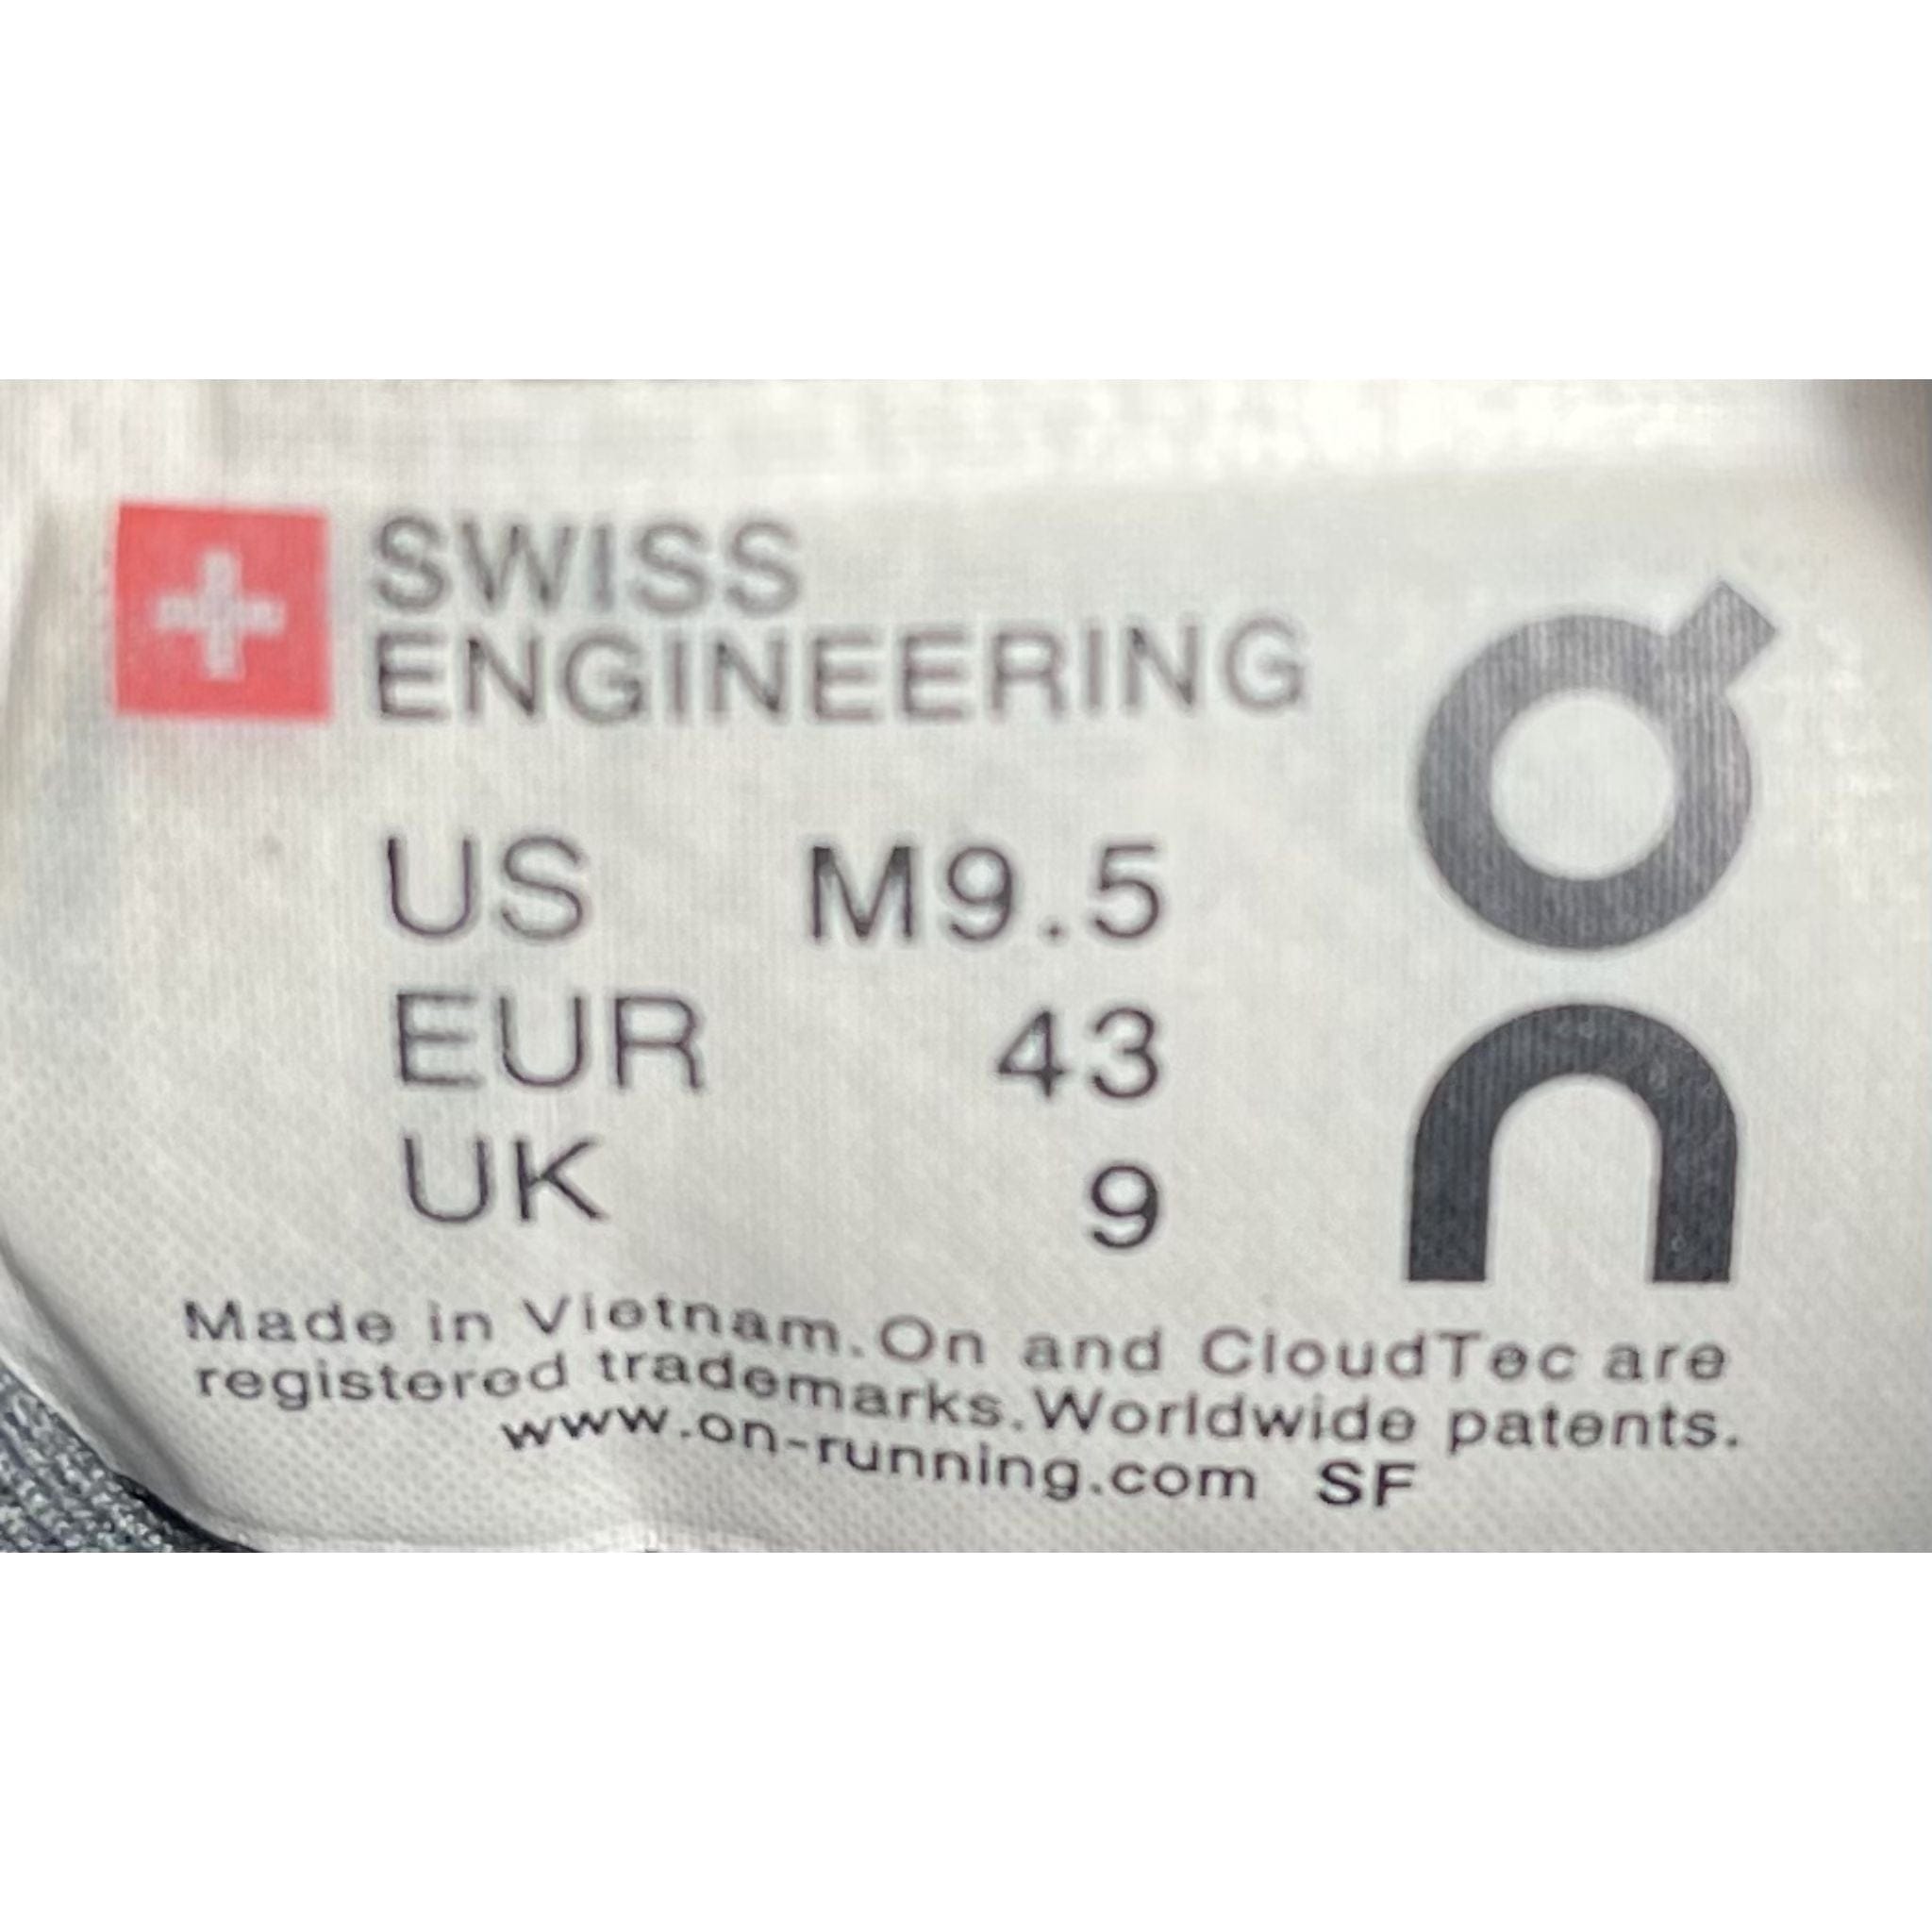 SWISS
ENGINEERING
US M9.5
EUR 43
UK 9
On
Made in Vietnam.On and CloudTec are
registered trademarks.Worldwide patents.
www.on-running.com SF